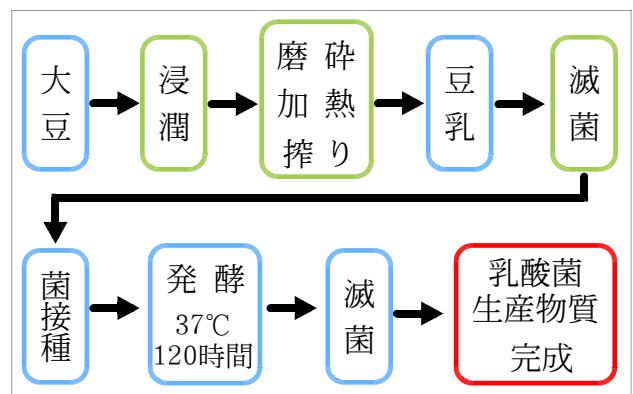 大豆
浸潤
磨砕
加熱
搾り
豆乳
滅菌
菌接種
発酵
37℃
120時間
滅菌
乳酸菌
生産物質
完成